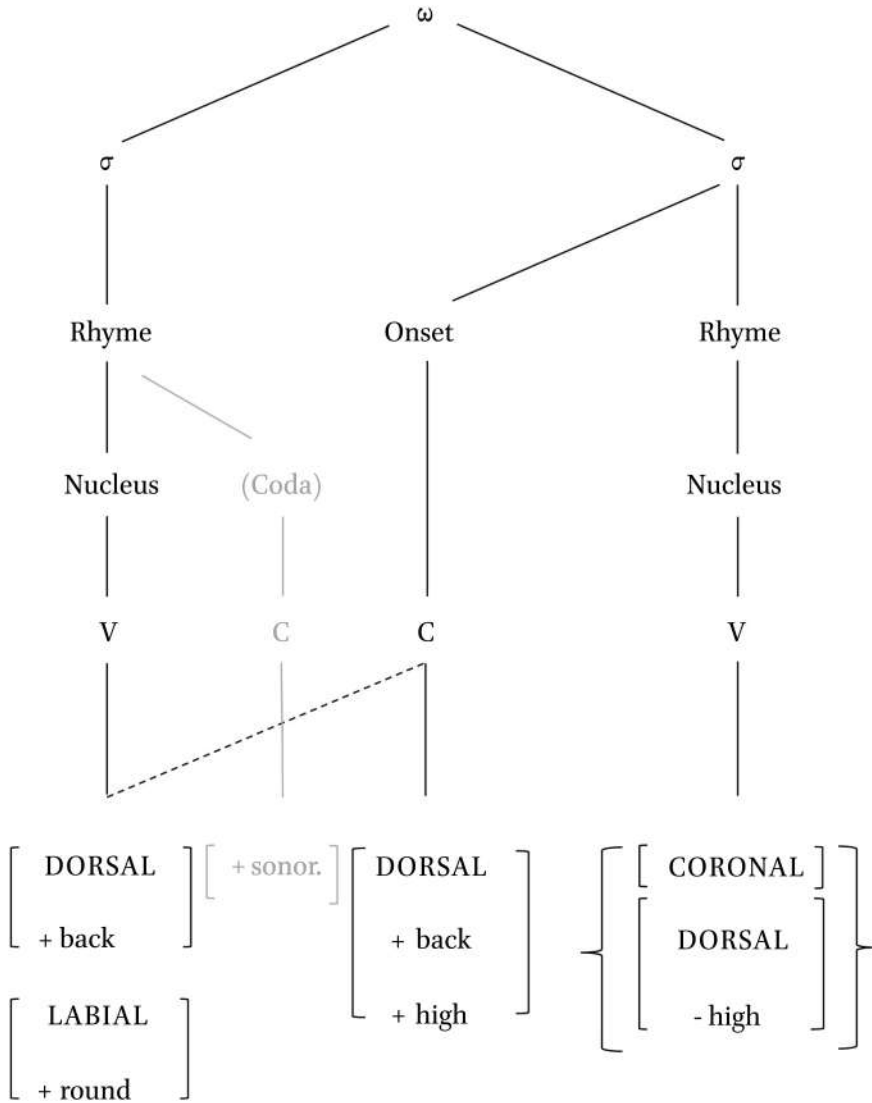 ω
σ σ
Rhyme Onset Rhyme
Nucleus (Coda) Nucleus
V C C V
DORSAL + sonor. DORSAL CORONAL
+ back + back DORSAL
LABIAL + high - high
+ round